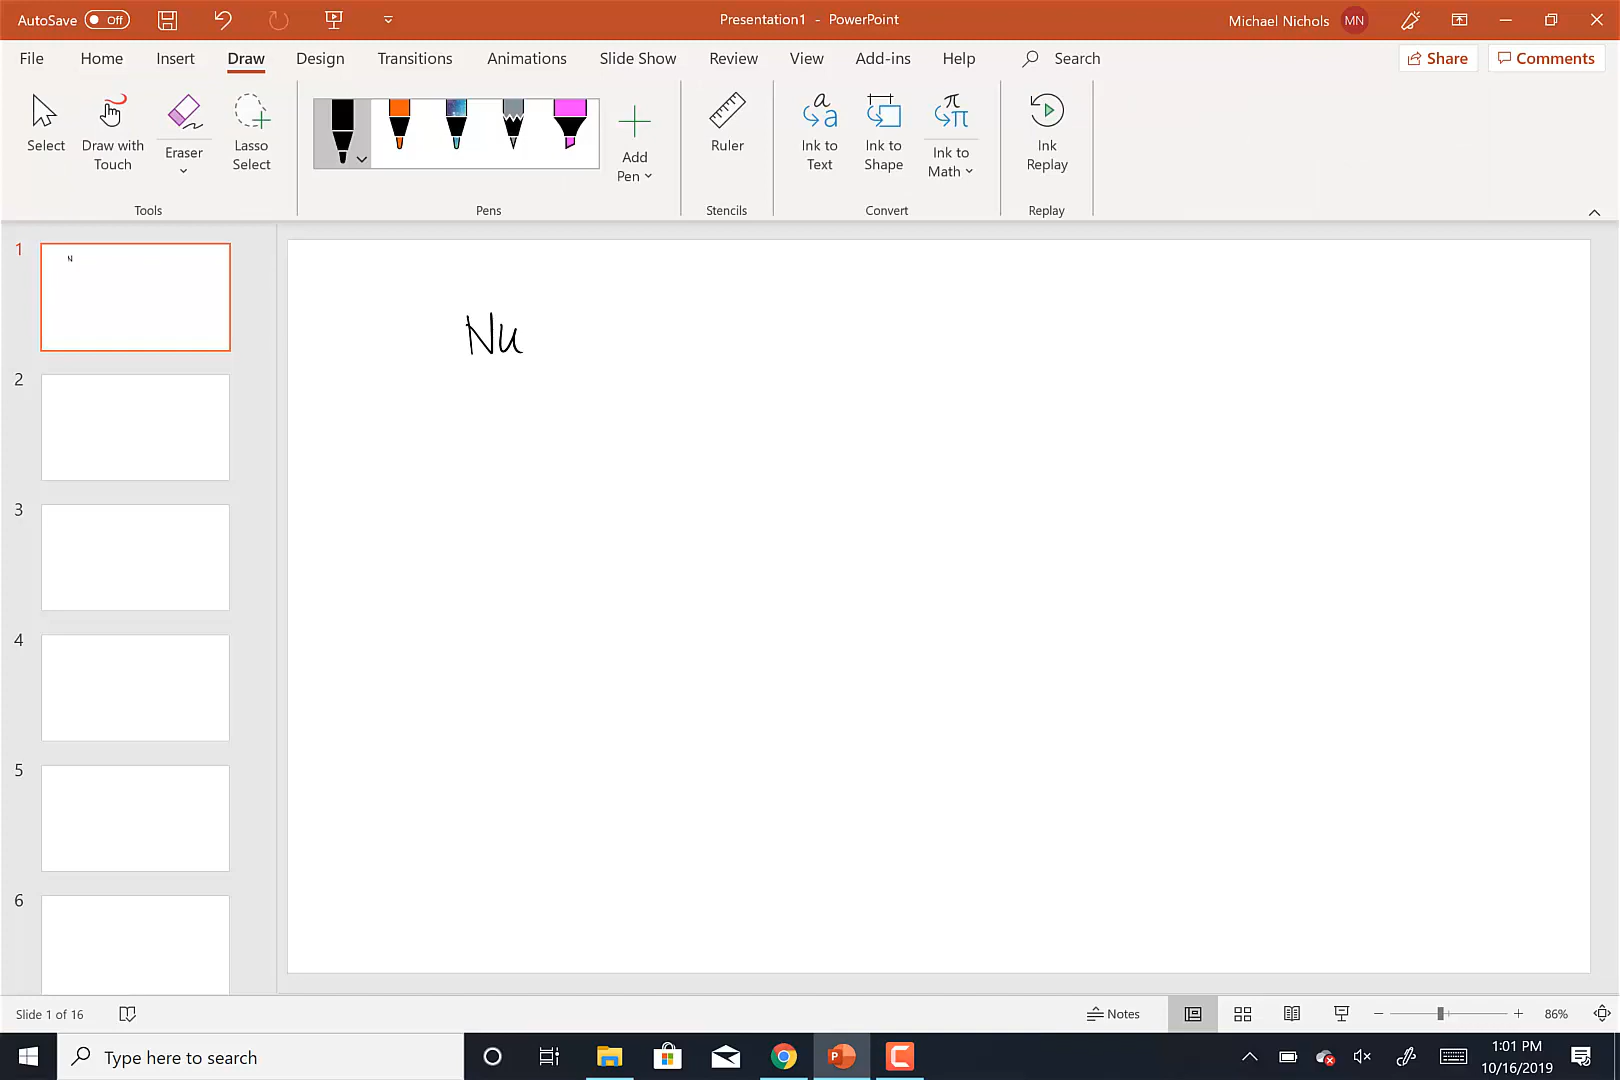 AutoSave Off Presentation1 - PowerPoint Michael Nichols MN
File Home Insert Draw Design Transitions Animations Slide Show Review View Add-ins Help Search Share Comments
Select Draw with Touch Eraser Lasso Select Add Pen Ruler Ink to Text Ink to Shape Ink to Math Ink Replay
Tools Pens Stencils Convert Replay
1
N
2
3
4
5
6
Nu
Slide 1 of 16 Notes 86%
Type here to search 1:01 PM
10/16/2019